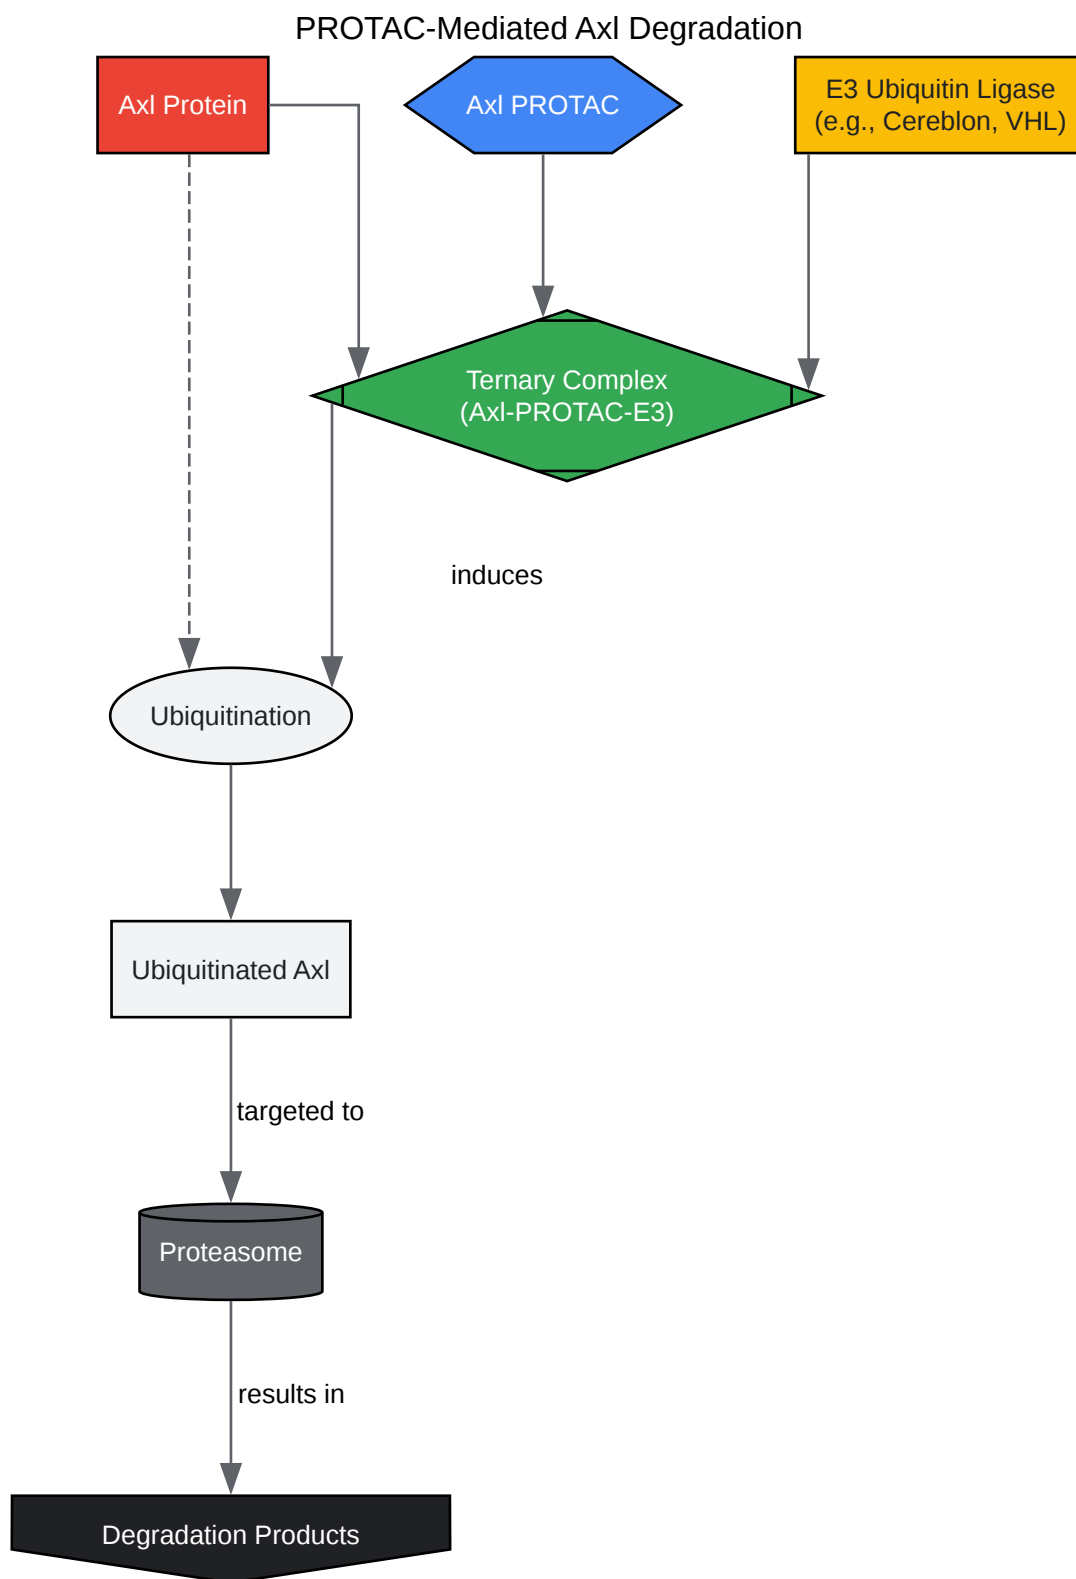 PROTAC-Mediated Axl Degradation
Axl Protein
Axl PROTAC
E3 Ubiquitin Ligase
(e.g., Cereblon, VHL)
Ternary Complex
(Axl-PROTAC-E3)
induces
Ubiquitination
Ubiquitinated Axl
targeted to
Proteasome
results in
Degradation Products